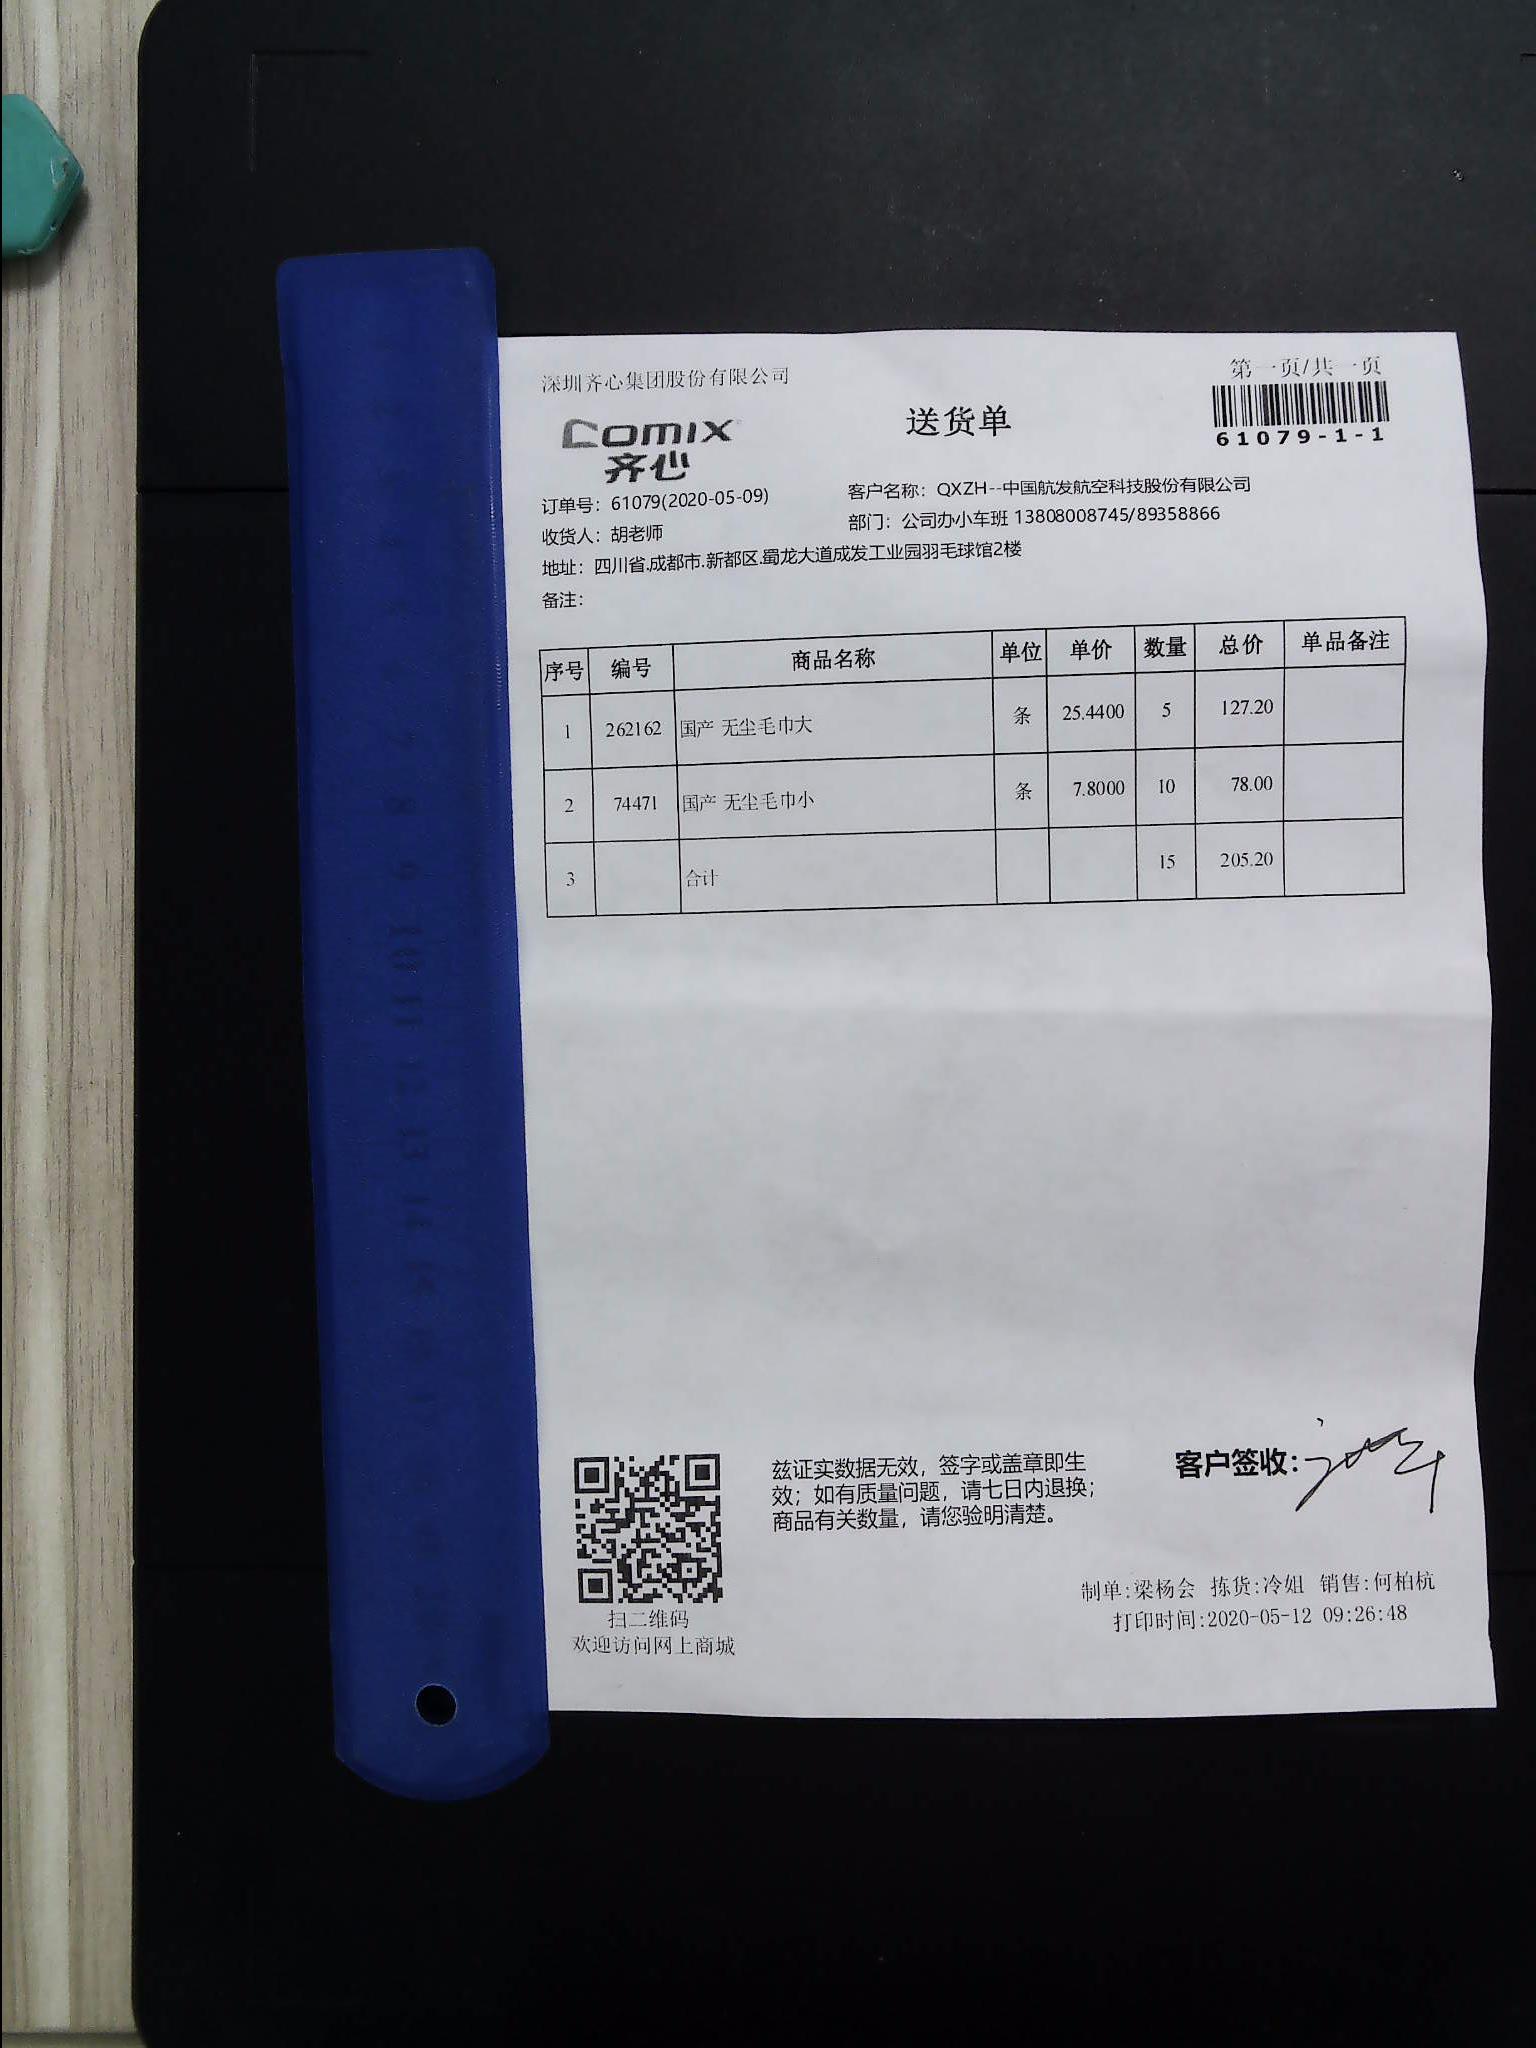 深圳齐心集团股份有限公司
第一页/共一页
comix
齐心
送货单
61079-1-1
订单号：61079(2020-05-09)
客户名称：QXZH--中国航发航空科技股份有限公司
收货人：胡老师
部门：公司办小车班 13808008745/89358866
地址：四川省.成都市.新都区.蜀龙大道成发工业园羽毛球馆2楼
备注：
序号 编号 商品名称 单位 单价 数量 总价 单品备注
1 262162 国产 无尘毛巾大 条 25.4400 5 127.20
2 74471 国产 无尘毛巾小 条 7.8000 10 78.00
3 合计 15 205.20
兹证实数据无效，签字或盖章即生
效；如有质量问题，请七日内退换；
商品有关数量，请您验明清楚。
客户签收：
扫二维码
欢迎访问网上商城
制单:梁杨会 拣货:冷姐 销售:何柏杭
打印时间:2020-05-12 09:26:48
7
8
9
10
11
12
13
14